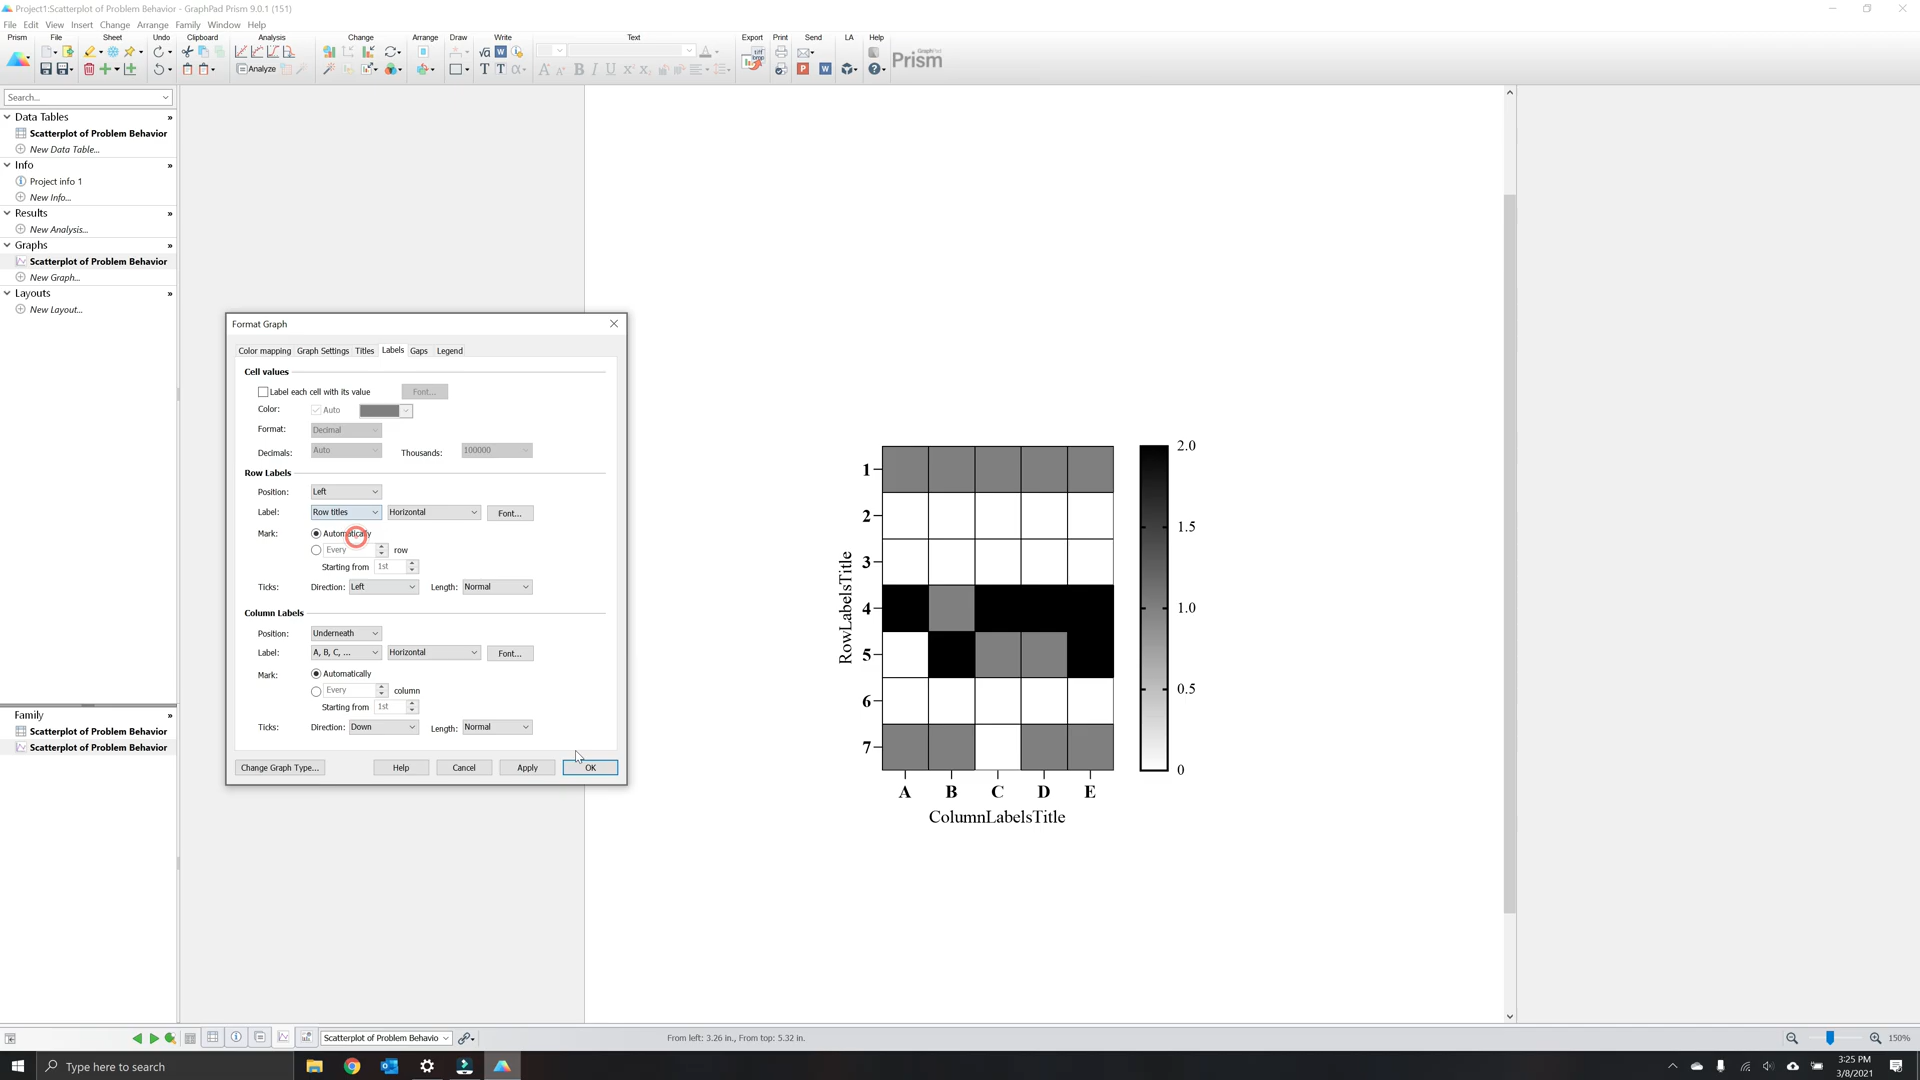 Project1:Scatterplot of Problem Behavior - GraphPad Prism 9.0.1 (151)
File Edit View Insert Change Arrange Family Window Help
Prism File Sheet Undo Clipboard Analysis Change Arrange Draw Write Text Export Print Send LA Help
Analyze
GraphPad
Prism
Search...
Data Tables
Scatterplot of Problem Behavior
New Data Table...
Info
Project info 1
New Info...
Results
New Analysis...
Graphs
Scatterplot of Problem Behavior
New Graph...
Layouts
New Layout...
Family
Scatterplot of Problem Behavior
Scatterplot of Problem Behavior
Format Graph
Color mapping Graph Settings Titles Labels Gaps Legend
Cell values
Label each cell with its value Font...
Color: Auto
Format: Decimal
Decimals: Auto Thousands: 100000
Row Labels
Position: Left
Label: Row titles Horizontal Font...
Mark: Automatically
Every row
Starting from 1st
Ticks: Direction: Left Length: Normal
Column Labels
Position: Underneath
Label: A, B, C, ... Horizontal Font...
Mark: Automatically
Every column
Starting from 1st
Ticks: Direction: Down Length: Normal
Change Graph Type... Help Cancel Apply OK
RowLabelsTitle
1
2
3
4
5
6
7
A B C D E
ColumnLabelsTitle
2.0
1.5
1.0
0.5
0
Scatterplot of Problem Behavio
From left: 3.26 in., From top: 5.32 in.
150%
Type here to search
3:25 PM
3/8/2021